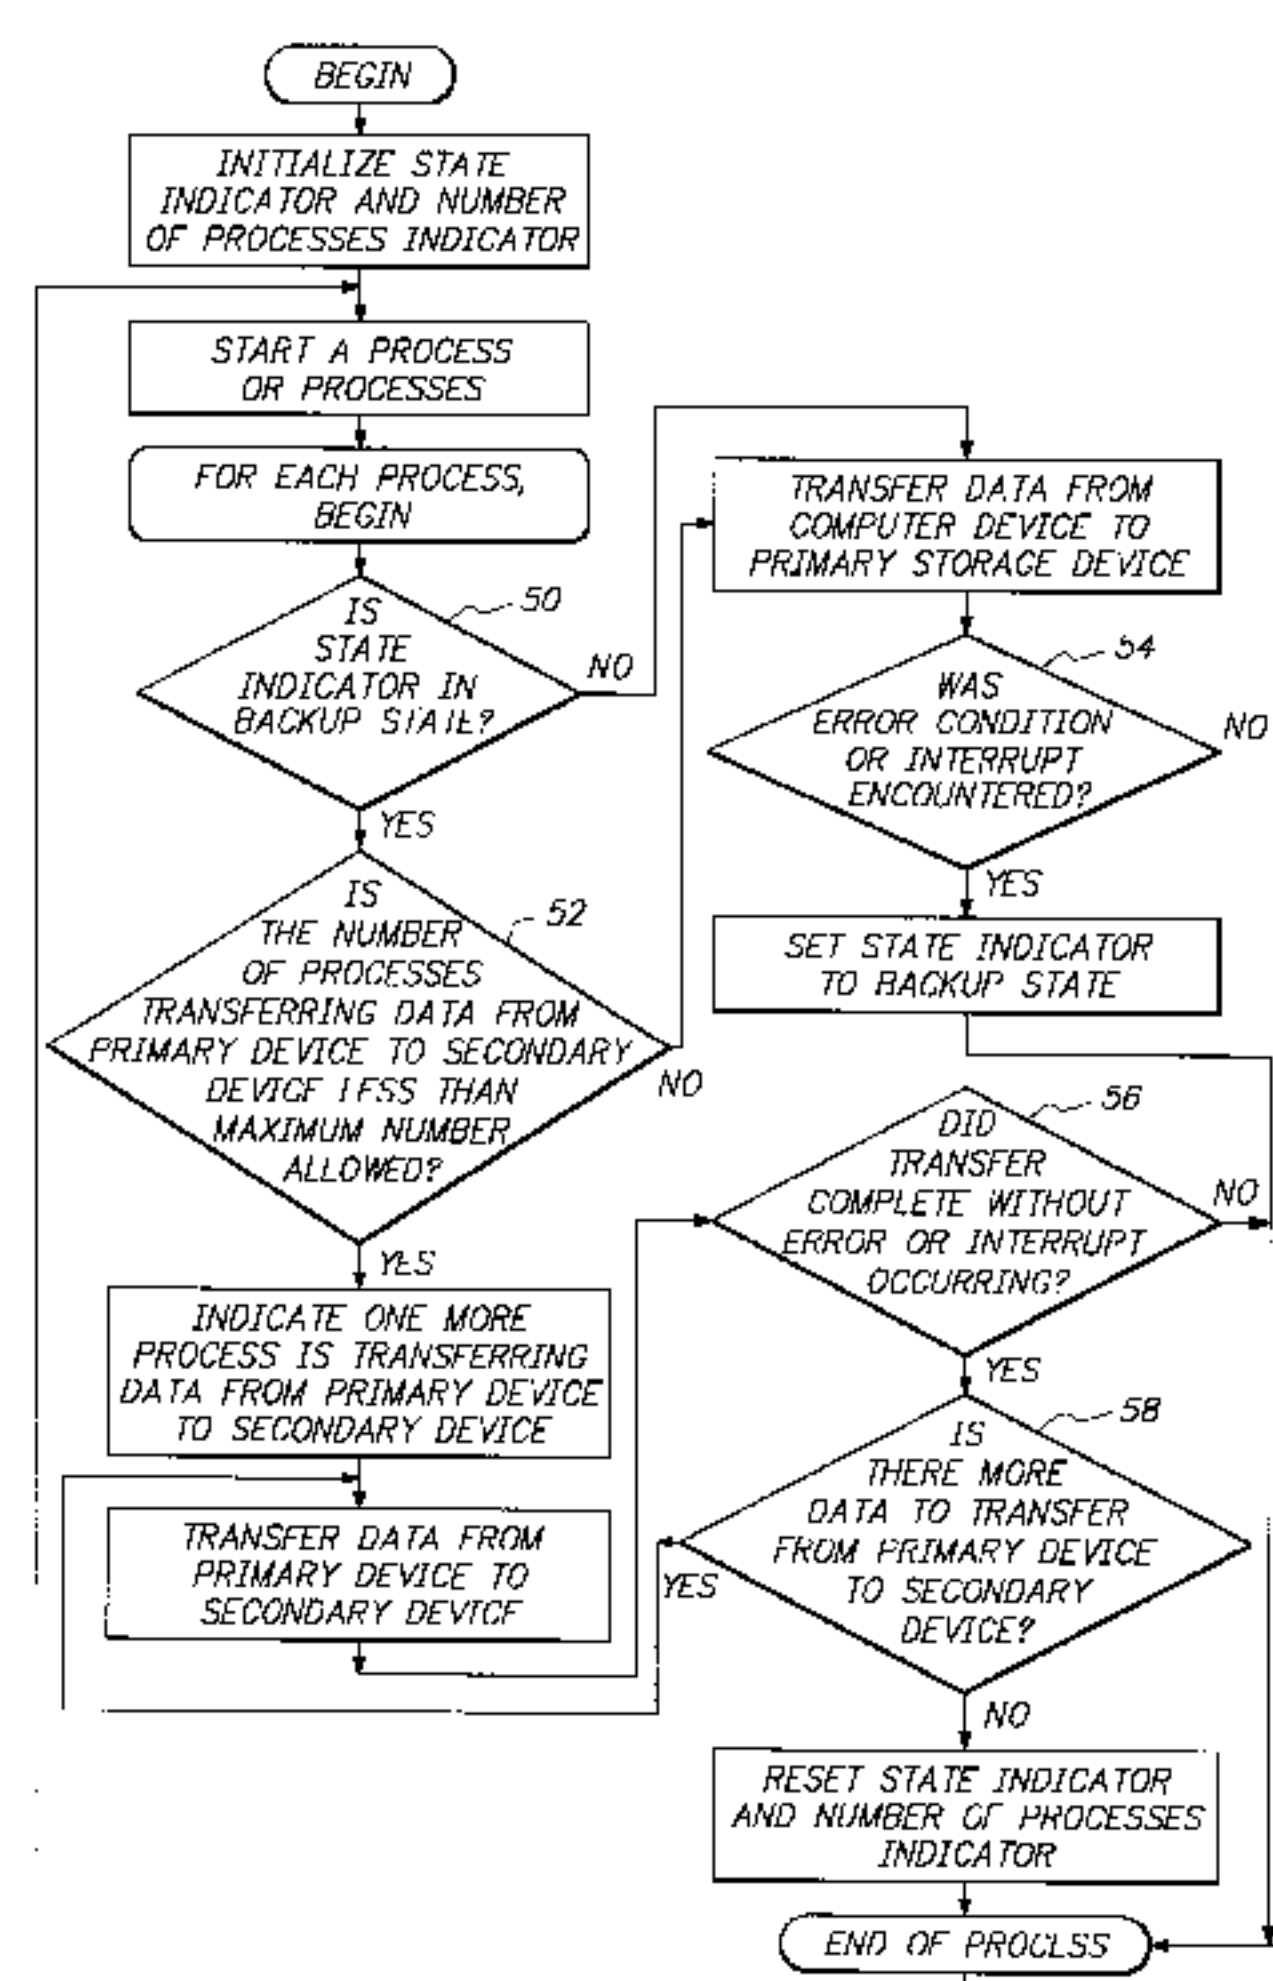 BEGIN
INITIALIZE STATE
INDICATOR AND NUMBER
OF PROCESSES INDICATOR
START A PROCESS
OR PROCESSES
FOR EACH PROCESS,
BEGIN
IS
STATE
INDICATOR IN
BACKUP STATE?
50
NO
YES
IS
THE NUMBER
OF PROCESSES
TRANSFERRING DATA FROM
PRIMARY DEVICE TO SECONDARY
DEVICE LESS THAN
MAXIMUM NUMBER
ALLOWED?
52
NO
YES
INDICATE ONE MORE
PROCESS IS TRANSFERRING
DATA FROM PRIMARY DEVICE
TO SECONDARY DEVICE
TRANSFER DATA FROM
PRIMARY DEVICE TO
SECONDARY DEVICE
TRANSFER DATA FROM
COMPUTER DEVICE TO
PRIMARY STORAGE DEVICE
54
WAS
ERROR CONDITION
OR INTERRUPT
ENCOUNTERED?
NO
YES
SET STATE INDICATOR
TO BACKUP STATE
56
DID
TRANSFER
COMPLETE WITHOUT
ERROR OR INTERRUPT
OCCURRING?
NO
YES
58
IS
THERE MORE
DATA TO TRANSFER
FROM PRIMARY DEVICE
TO SECONDARY
DEVICE?
YES
NO
RESET STATE INDICATOR
AND NUMBER OF PROCESSES
INDICATOR
END OF PROCESS